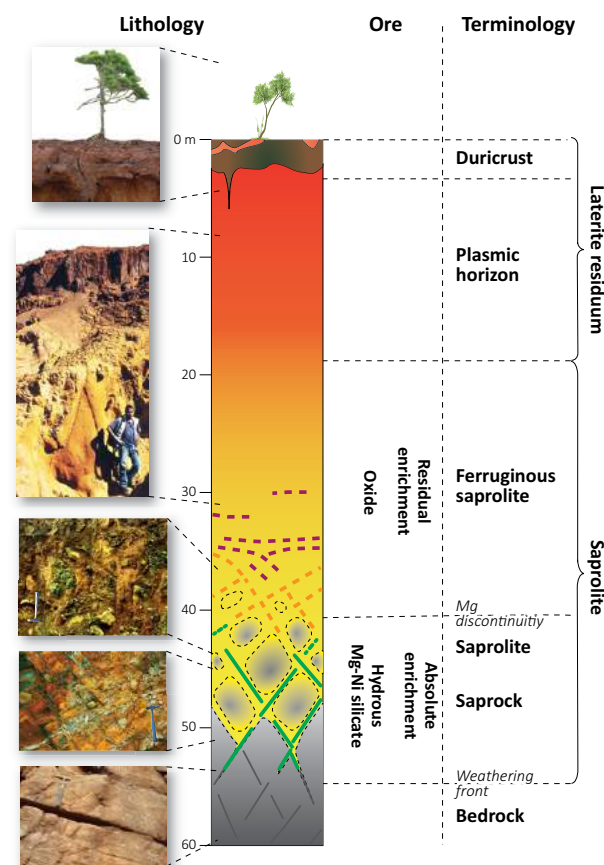 Lithology
Ore
Terminology
0 m
10
20
30
40
50
60
Oxide
Residual
enrichment
Hydrous
Mg-Ni silicate
Absolute
enrichment
Duricrust
Plasmic
horizon
Ferruginous
saprolite
Mg
discontinuitiy
Saprolite
Saprock
Weathering
front
Bedrock
Laterite residuum
Saprolite